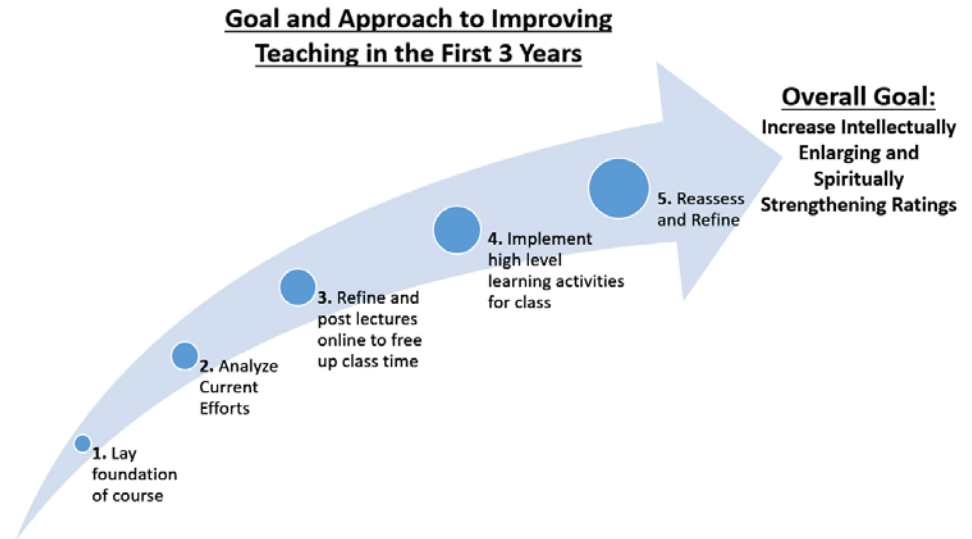 Goal and Approach to Improving
Teaching in the First 3 Years
Overall Goal:
Increase Intellectually
Enlarging and
Spiritually
Strengthening Ratings
1. Lay
foundation
of course
2. Analyze
Current
Efforts
3. Refine and
post lectures
online to free
up class time
4. Implement
high level
learning activities
for class
5. Reassess
and Refine